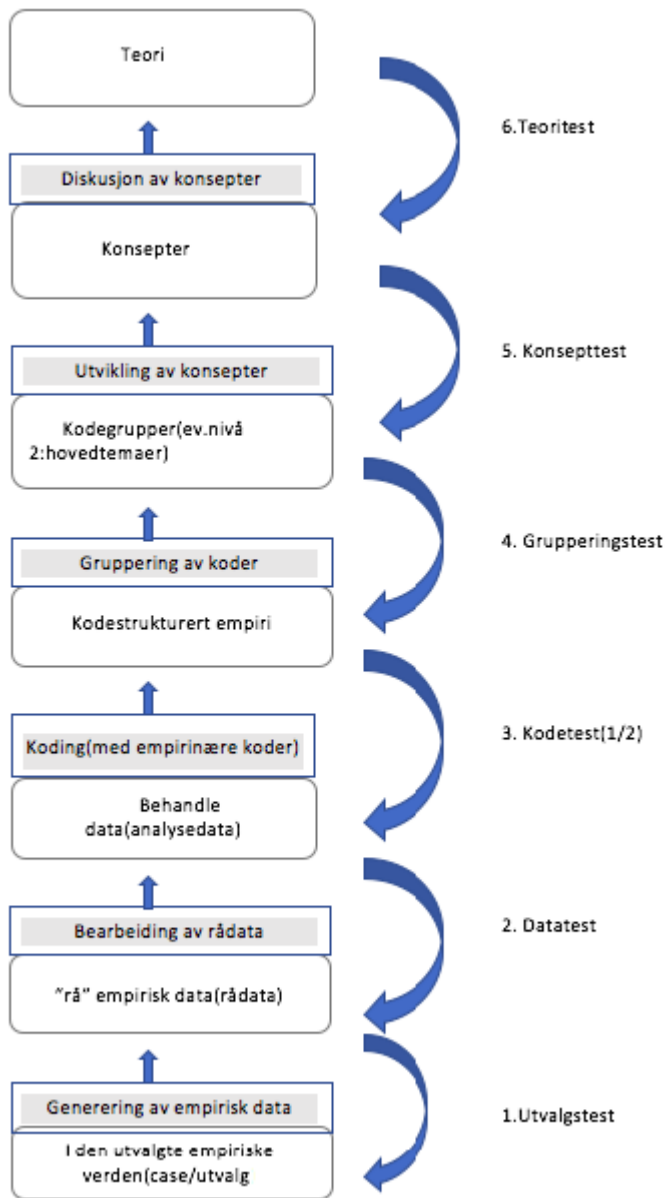 Teori
6.Teoritest
Diskusjon av konsepter
Konsepter
5. Konsepttest
Utvikling av konsepter
Kodegrupper(ev.nivå
2:hovedtemaer)
4. Grupperingstest
Gruppering av koder
Kodestrukturert empiri
3. Kodetest(1/2)
Koding(med empirinære koder)
Behandle
data(analysedata)
2. Datatest
Bearbeiding av rådata
"rå" empirisk data(rådata)
Generering av empirisk data
1.Utvalgstest
I den utvalgte empiriske
verden(case/utvalg